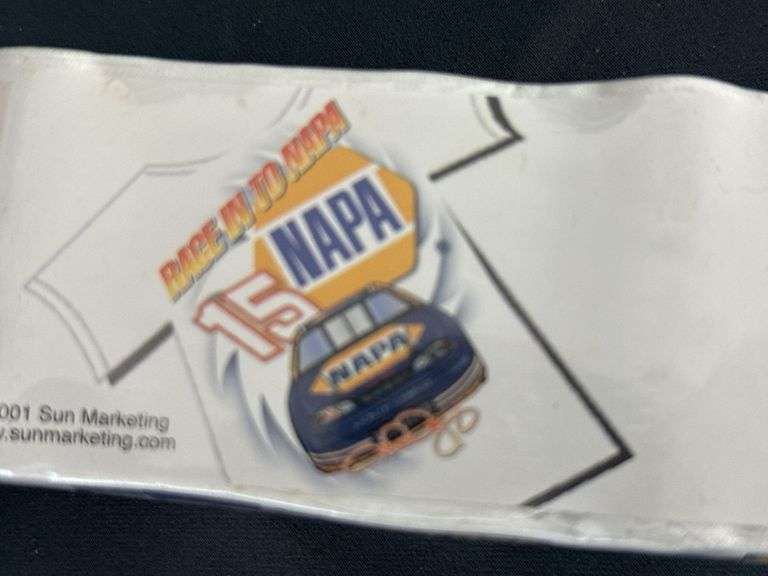 RACE IN TO NAPA
NAPA
15
NAPA
001 Sun Marketing
.sunmarketing.com